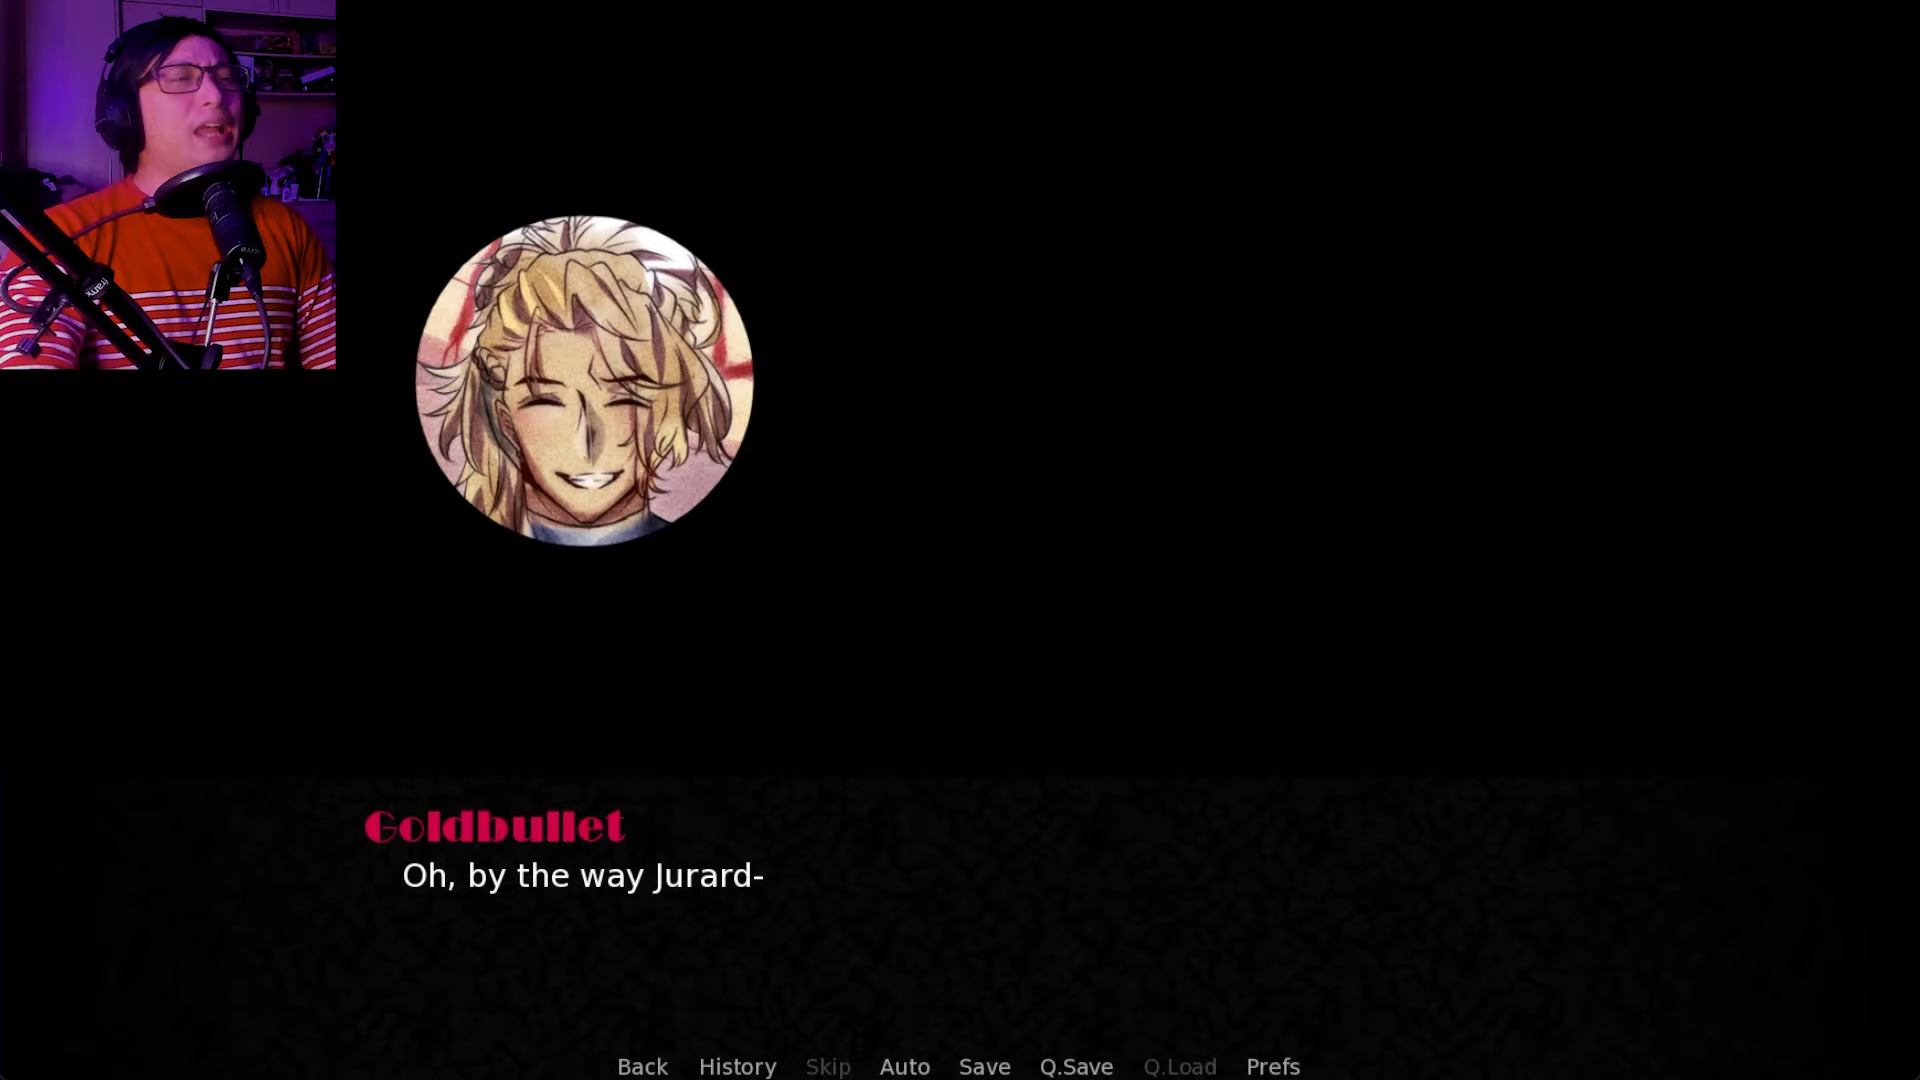 Goldbullet
Oh, by the way Jurard-
Back History Skip Auto Save Q.Save Q.Load Prefs